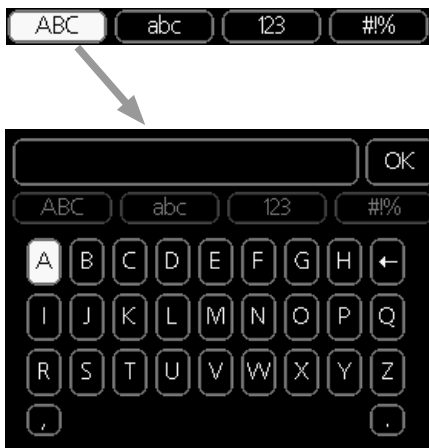 ABC abc 123 #!%
OK
ABC abc 123 #!%
A B C D E F G H ←
I J K L M N O P Q
R S T U V W X Y Z
, .